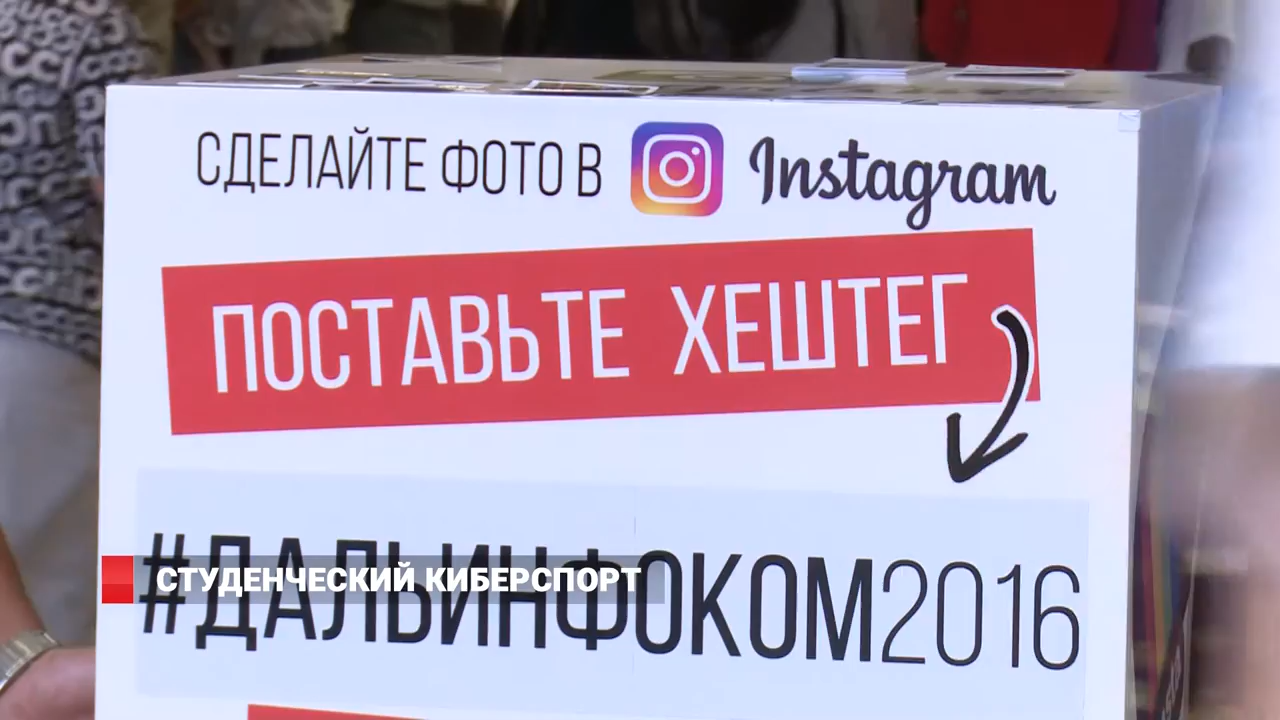 СДЕЛАЙТЕ ФОТО В Instagram
ПОСТАВЬТЕ ХЕШТЕГ
#ДАЛЬИНФОКОМ2016
СТУДЕНЧЕСКИЙ КИБЕРСПОРТ